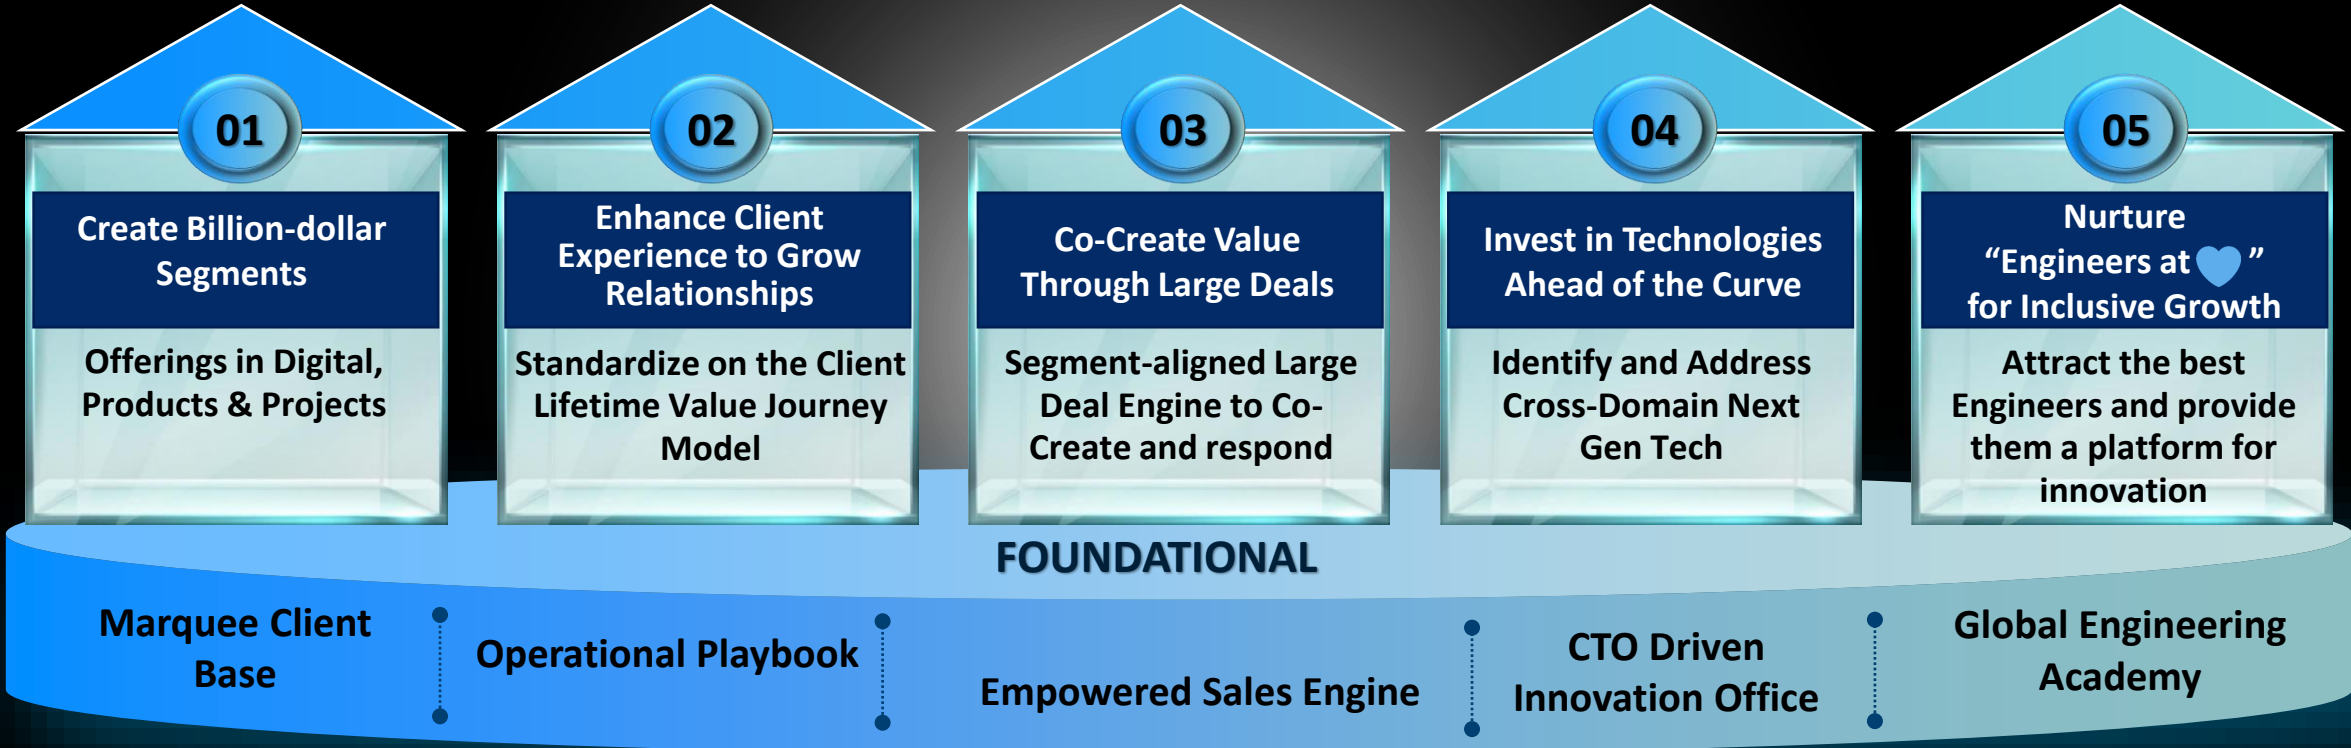 01
Create Billion-dollar
Segments
Offerings in Digital,
Products & Projects
02
Enhance Client
Experience to Grow
Relationships
Standardize on the Client
Lifetime Value Journey
Model
03
Co-Create Value
Through Large Deals
Segment-aligned Large
Deal Engine to Co-
Create and respond
04
Invest in Technologies
Ahead of the Curve
Identify and Address
Cross-Domain Next
Gen Tech
05
Nurture
“Engineers at ”
for Inclusive Growth
Attract the best
Engineers and provide
them a platform for
innovation
FOUNDATIONAL
Marquee Client
Base
Operational Playbook
Empowered Sales Engine
CTO Driven
Innovation Office
Global Engineering
Academy